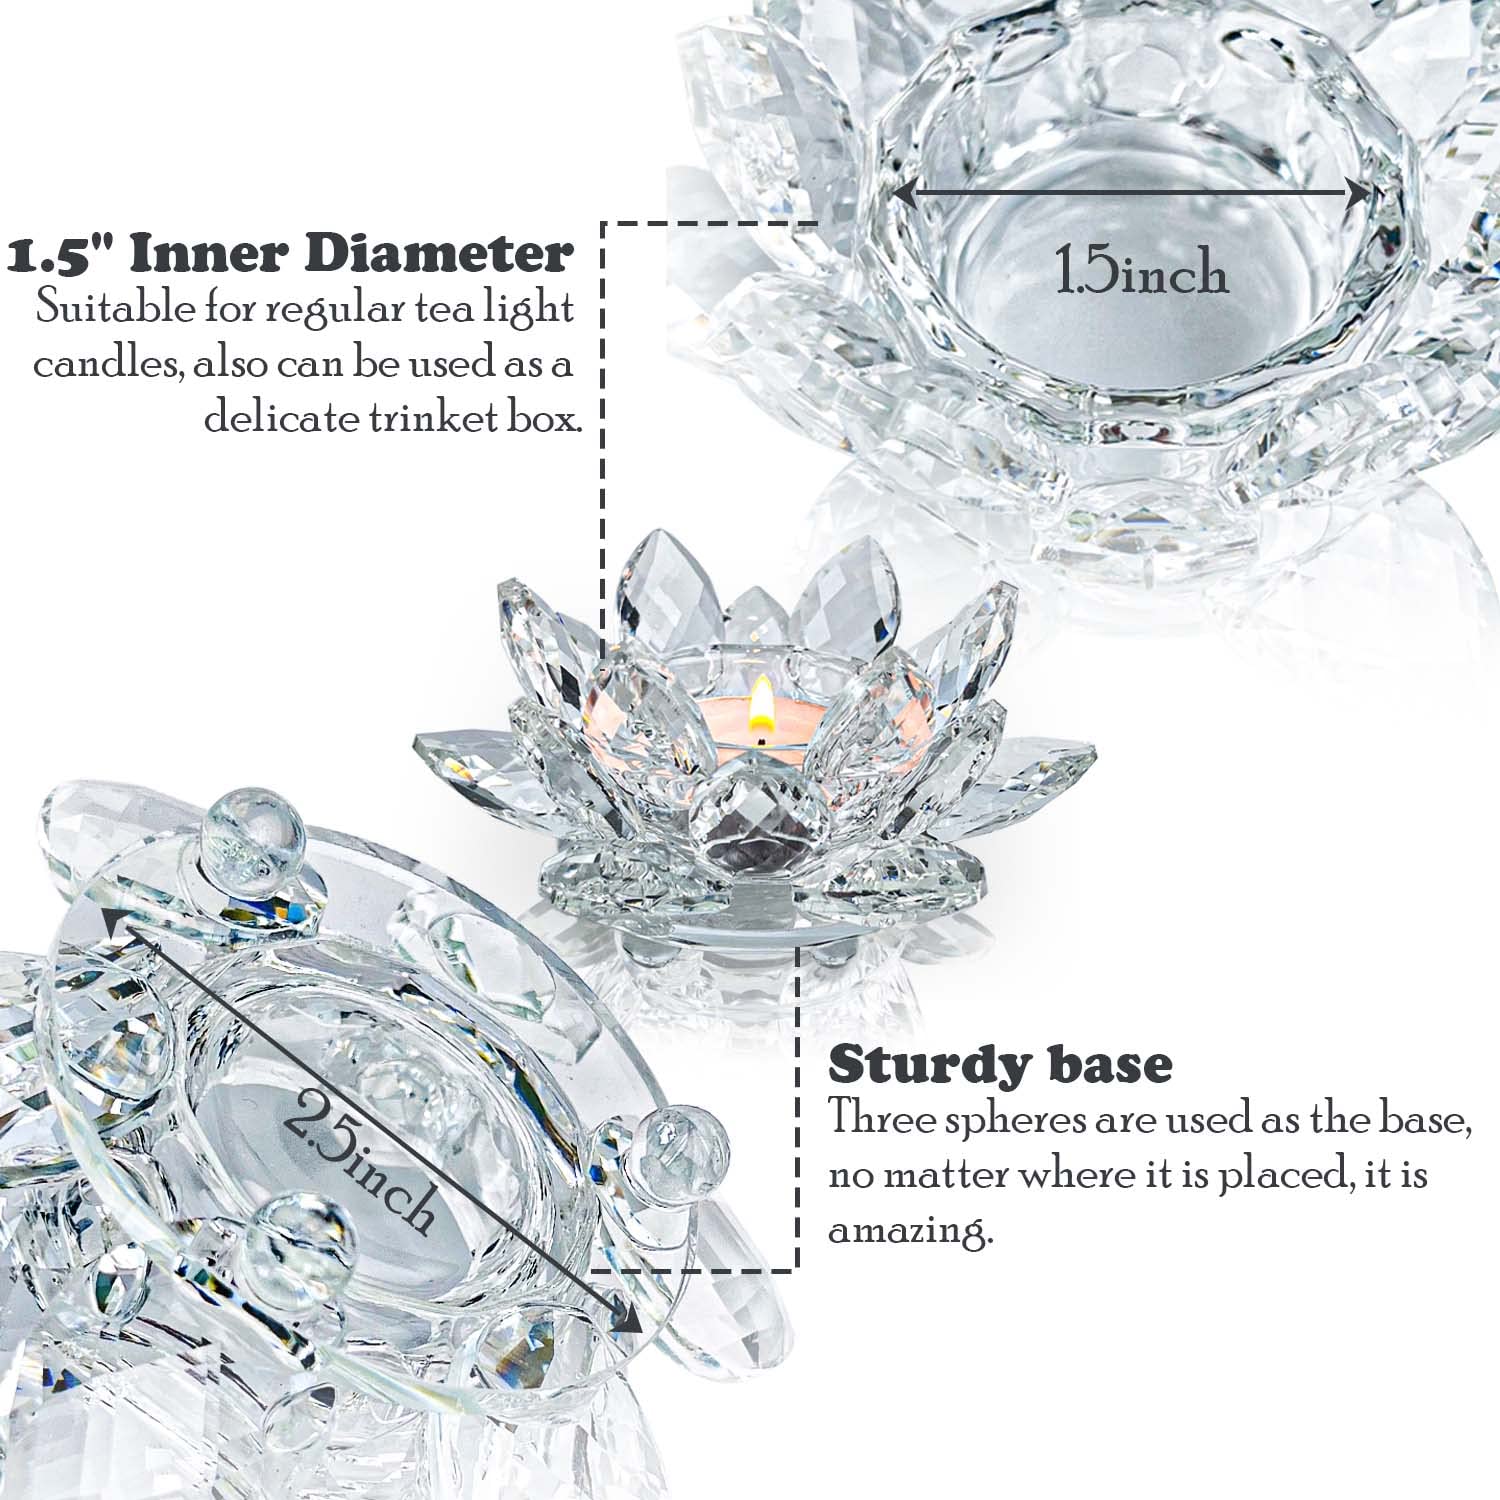 1.5" Inner Diameter
Suitable for regular tea light
candles, also can be used as a
delicate trinket box.
1.5inch
2.5inch
Sturdy base
Three spheres are used as the base,
no matter where it is placed, it is
amazing.